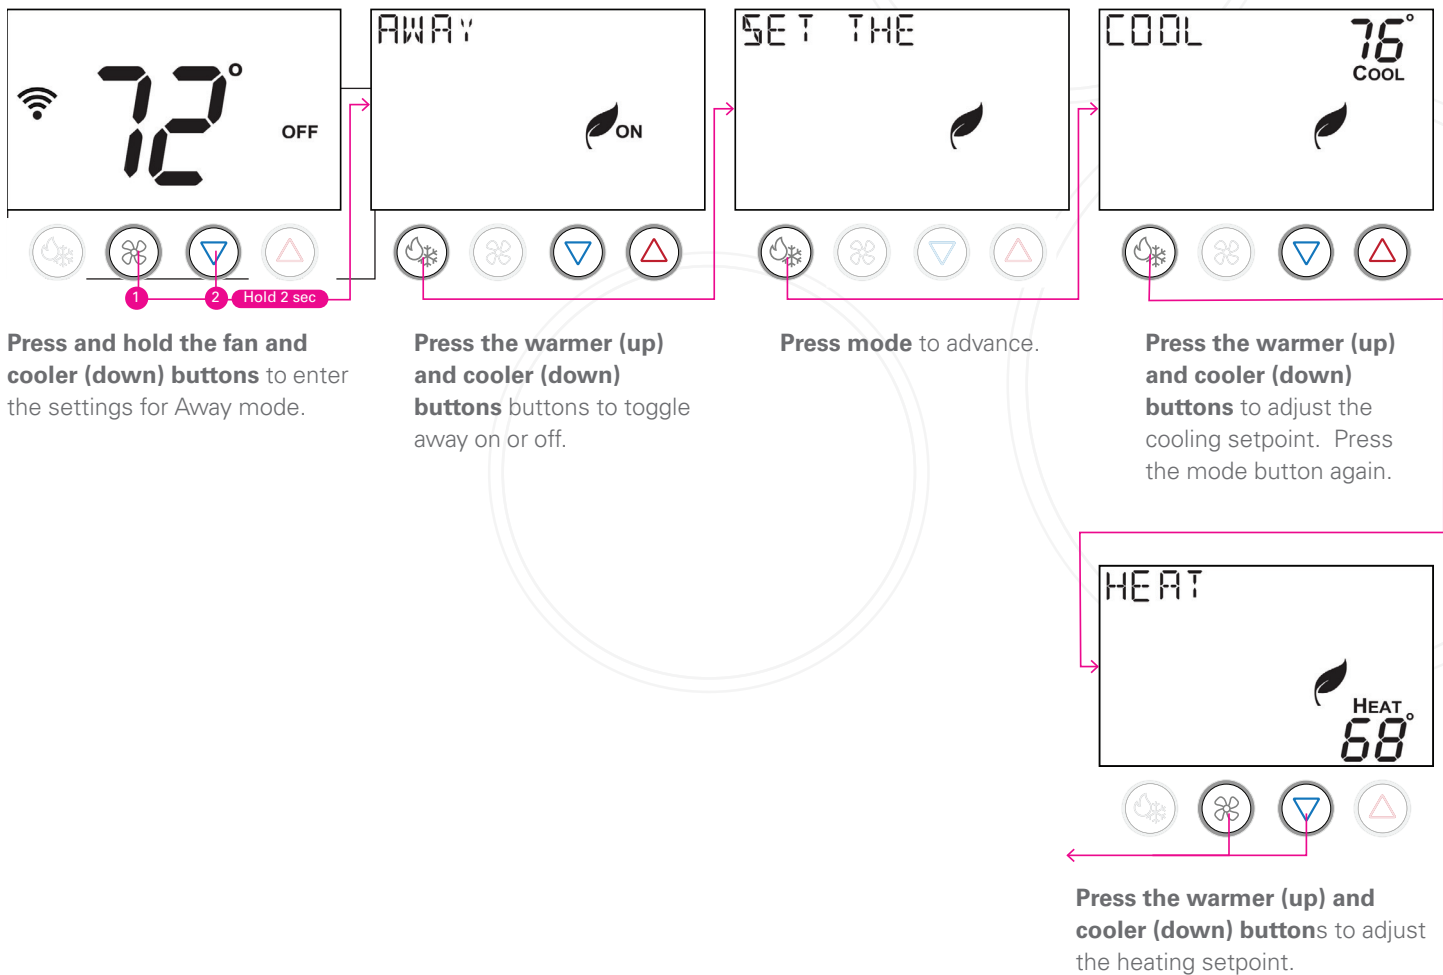 72°
OFF
1
2
Hold 2 sec
Press and hold the fan and
cooler (down) buttons to enter
the settings for Away mode.
AWAY
ON
Press the warmer (up)
and cooler (down)
buttons buttons to toggle
away on or off.
SET THE
Press mode to advance.
COOL
76°
COOL
Press the warmer (up)
and cooler (down)
buttons to adjust the
cooling setpoint.  Press
the mode button again.
HEAT
HEAT
68°
Press the warmer (up) and
cooler (down) buttons to adjust
the heating setpoint.